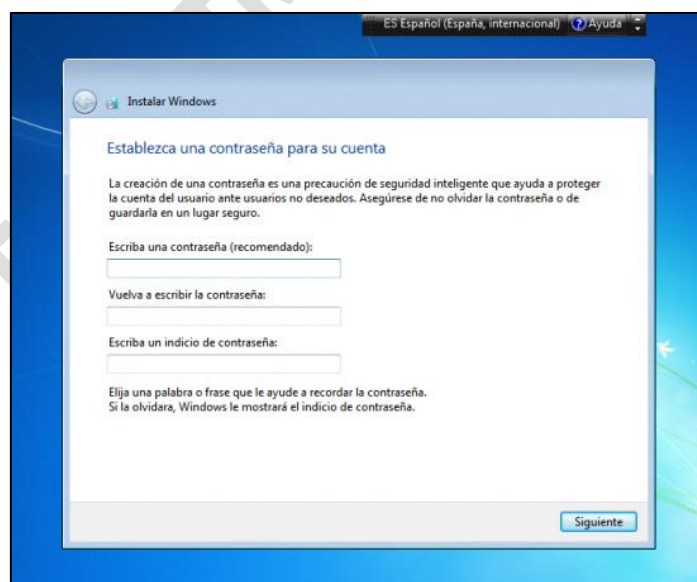 ES Español (España, internacional) Ayuda
Instalar Windows
Establezca una contraseña para su cuenta
La creación de una contraseña es una precaución de seguridad inteligente que ayuda a proteger
la cuenta del usuario ante usuarios no deseados. Asegúrese de no olvidar la contraseña o de
guardarla en un lugar seguro.
Escriba una contraseña (recomendado):
Vuelva a escribir la contraseña:
Escriba un indicio de contraseña:
Elija una palabra o frase que le ayude a recordar la contraseña.
Si la olvidara, Windows le mostrará el indicio de contraseña.
Siguiente